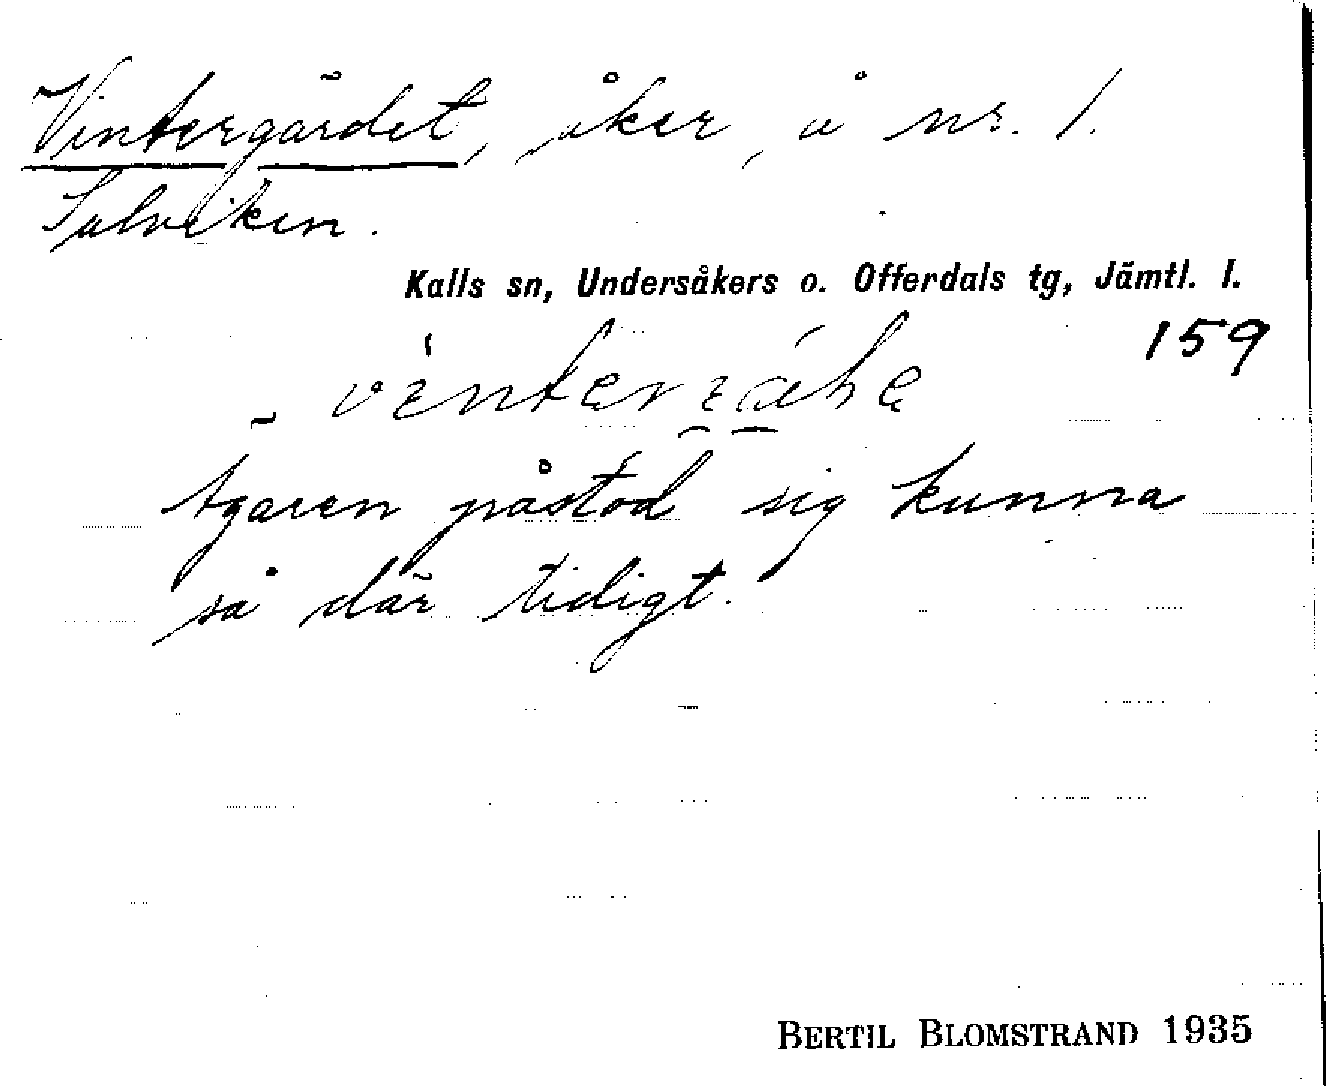 Vintergärdet, åker, å nr. 1.
Sulviken.
Kalls sn, Undersåkers o. Offerdals tg, Jämtl. l.
159
Ägaren påstod sig kunna
så där tidigt.
BERTIL BLOMSTRAND 1935